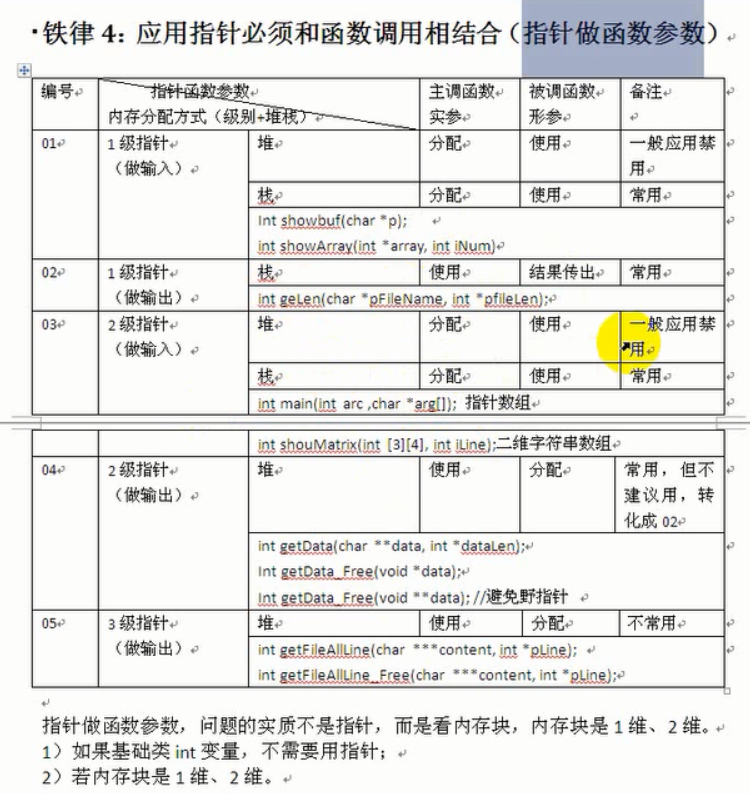 ·铁律 4：应用指针必须和函数调用相结合（指针做函数参数）
编号 指针函数参数 主调函数 被调函数 备注
内存分配方式（级别+堆栈） 实参 形参
01 1 级指针 堆 分配 使用 一般应用禁
（做输入） 用
栈 分配 使用 常用
Int showbuf(char *p);
int showArray(int *array, int iNum)
02 1 级指针 栈 使用 结果传出 常用
（做输出） int geLen(char *pFileName, int *pfileLen);
03 2 级指针 堆 分配 使用 一般应用禁
（做输入） 用
栈 分配 使用 常用
int main(int arc ,char *arg[]); 指针数组
int shouMatrix(int [3][4], int iLine);二维字符串数组
04 2 级指针 堆 使用 分配 常用，但不
（做输出） 建议用，转
化成 02
int getData(char **data, int *dataLen);
Int getData_Free(void *data);
Int getData_Free(void **data); //避免野指针
05 3 级指针 堆 使用 分配 不常用
（做输出） int getFileAllLine(char ***content, int *pLine);
int getFileAllLine_Free(char ***content, int *pLine);
指针做函数参数，问题的实质不是指针，而是看内存块，内存块是 1 维、2 维。
1）如果基础类 int 变量，不需要用指针；
2）若内存块是 1 维、2 维。